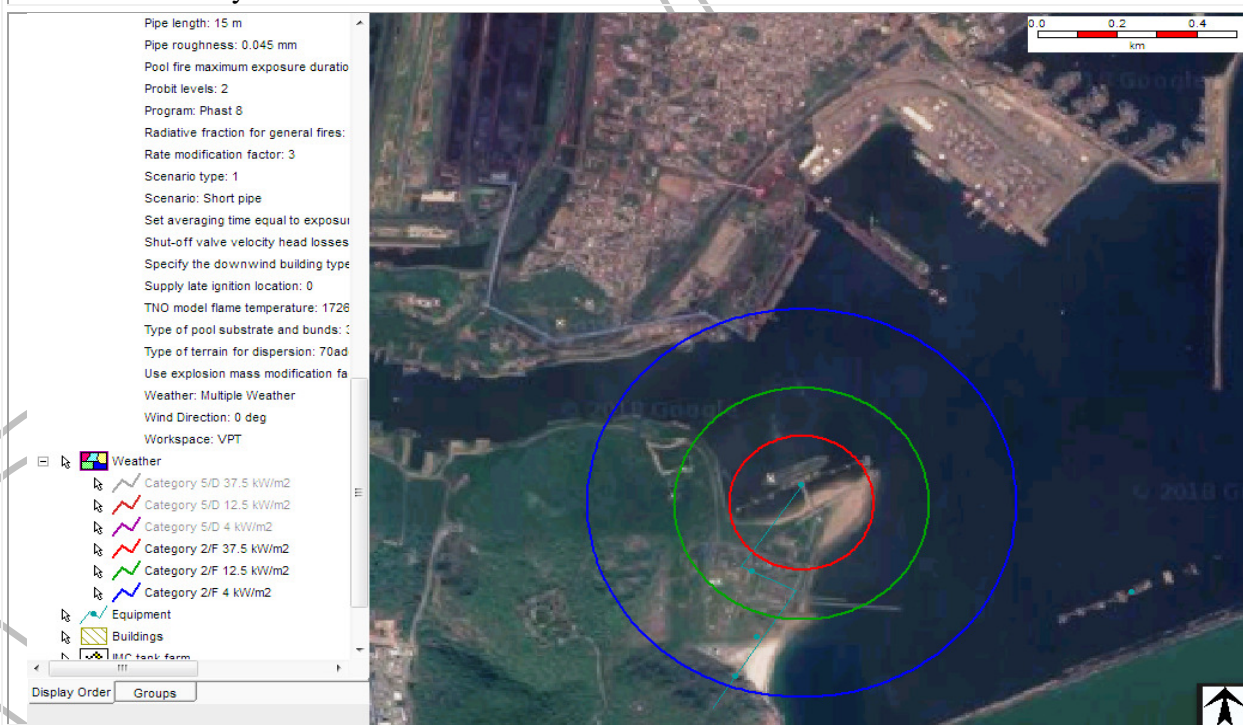 Pipe length: 15 m
Pipe roughness: 0.045 mm
Pool fire maximum exposure duratio
Probit levels: 2
Program: Phast 8
Radiative fraction for general fires:
Rate modification factor: 3
Scenario type: 1
Scenario: Short pipe
Set averaging time equal to exposur
Shut-off valve velocity head losses
Specify the downwind building type
Supply late ignition location: 0
TNO model flame temperature: 1726
Type of pool substrate and bunds: 3
Type of terrain for dispersion: 70ad
Use explosion mass modification fa
Weather: Multiple Weather
Wind Direction: 0 deg
Workspace: VPT
Weather
Category 5/D 37.5 kW/m2
Category 5/D 12.5 kW/m2
Category 5/D 4 kW/m2
Category 2/F 37.5 kW/m2
Category 2/F 12.5 kW/m2
Category 2/F 4 kW/m2
Equipment
Buildings
IMC tank farm
Display Order Groups
0.0 0.2 0.4
km
2018 Google
© 2018 Google
© 2018 G